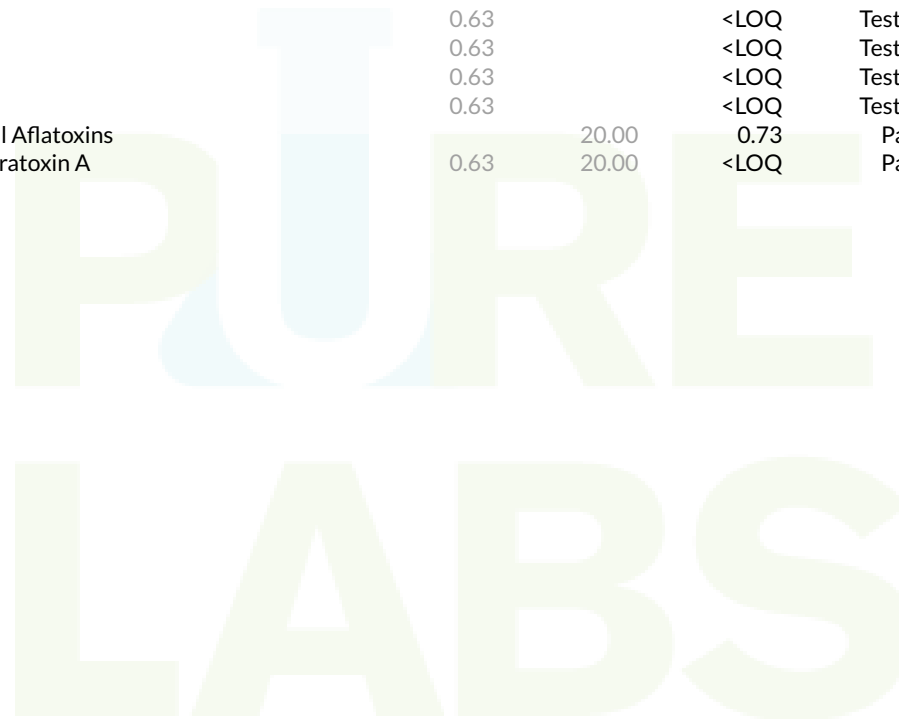 0.63 <LOQ Test
0.63 <LOQ Test
0.63 <LOQ Test
0.63 <LOQ Test
l Aflatoxins 20.00 0.73 Pa
ratoxin A 0.63 20.00 <LOQ Pa
PURE
LABS